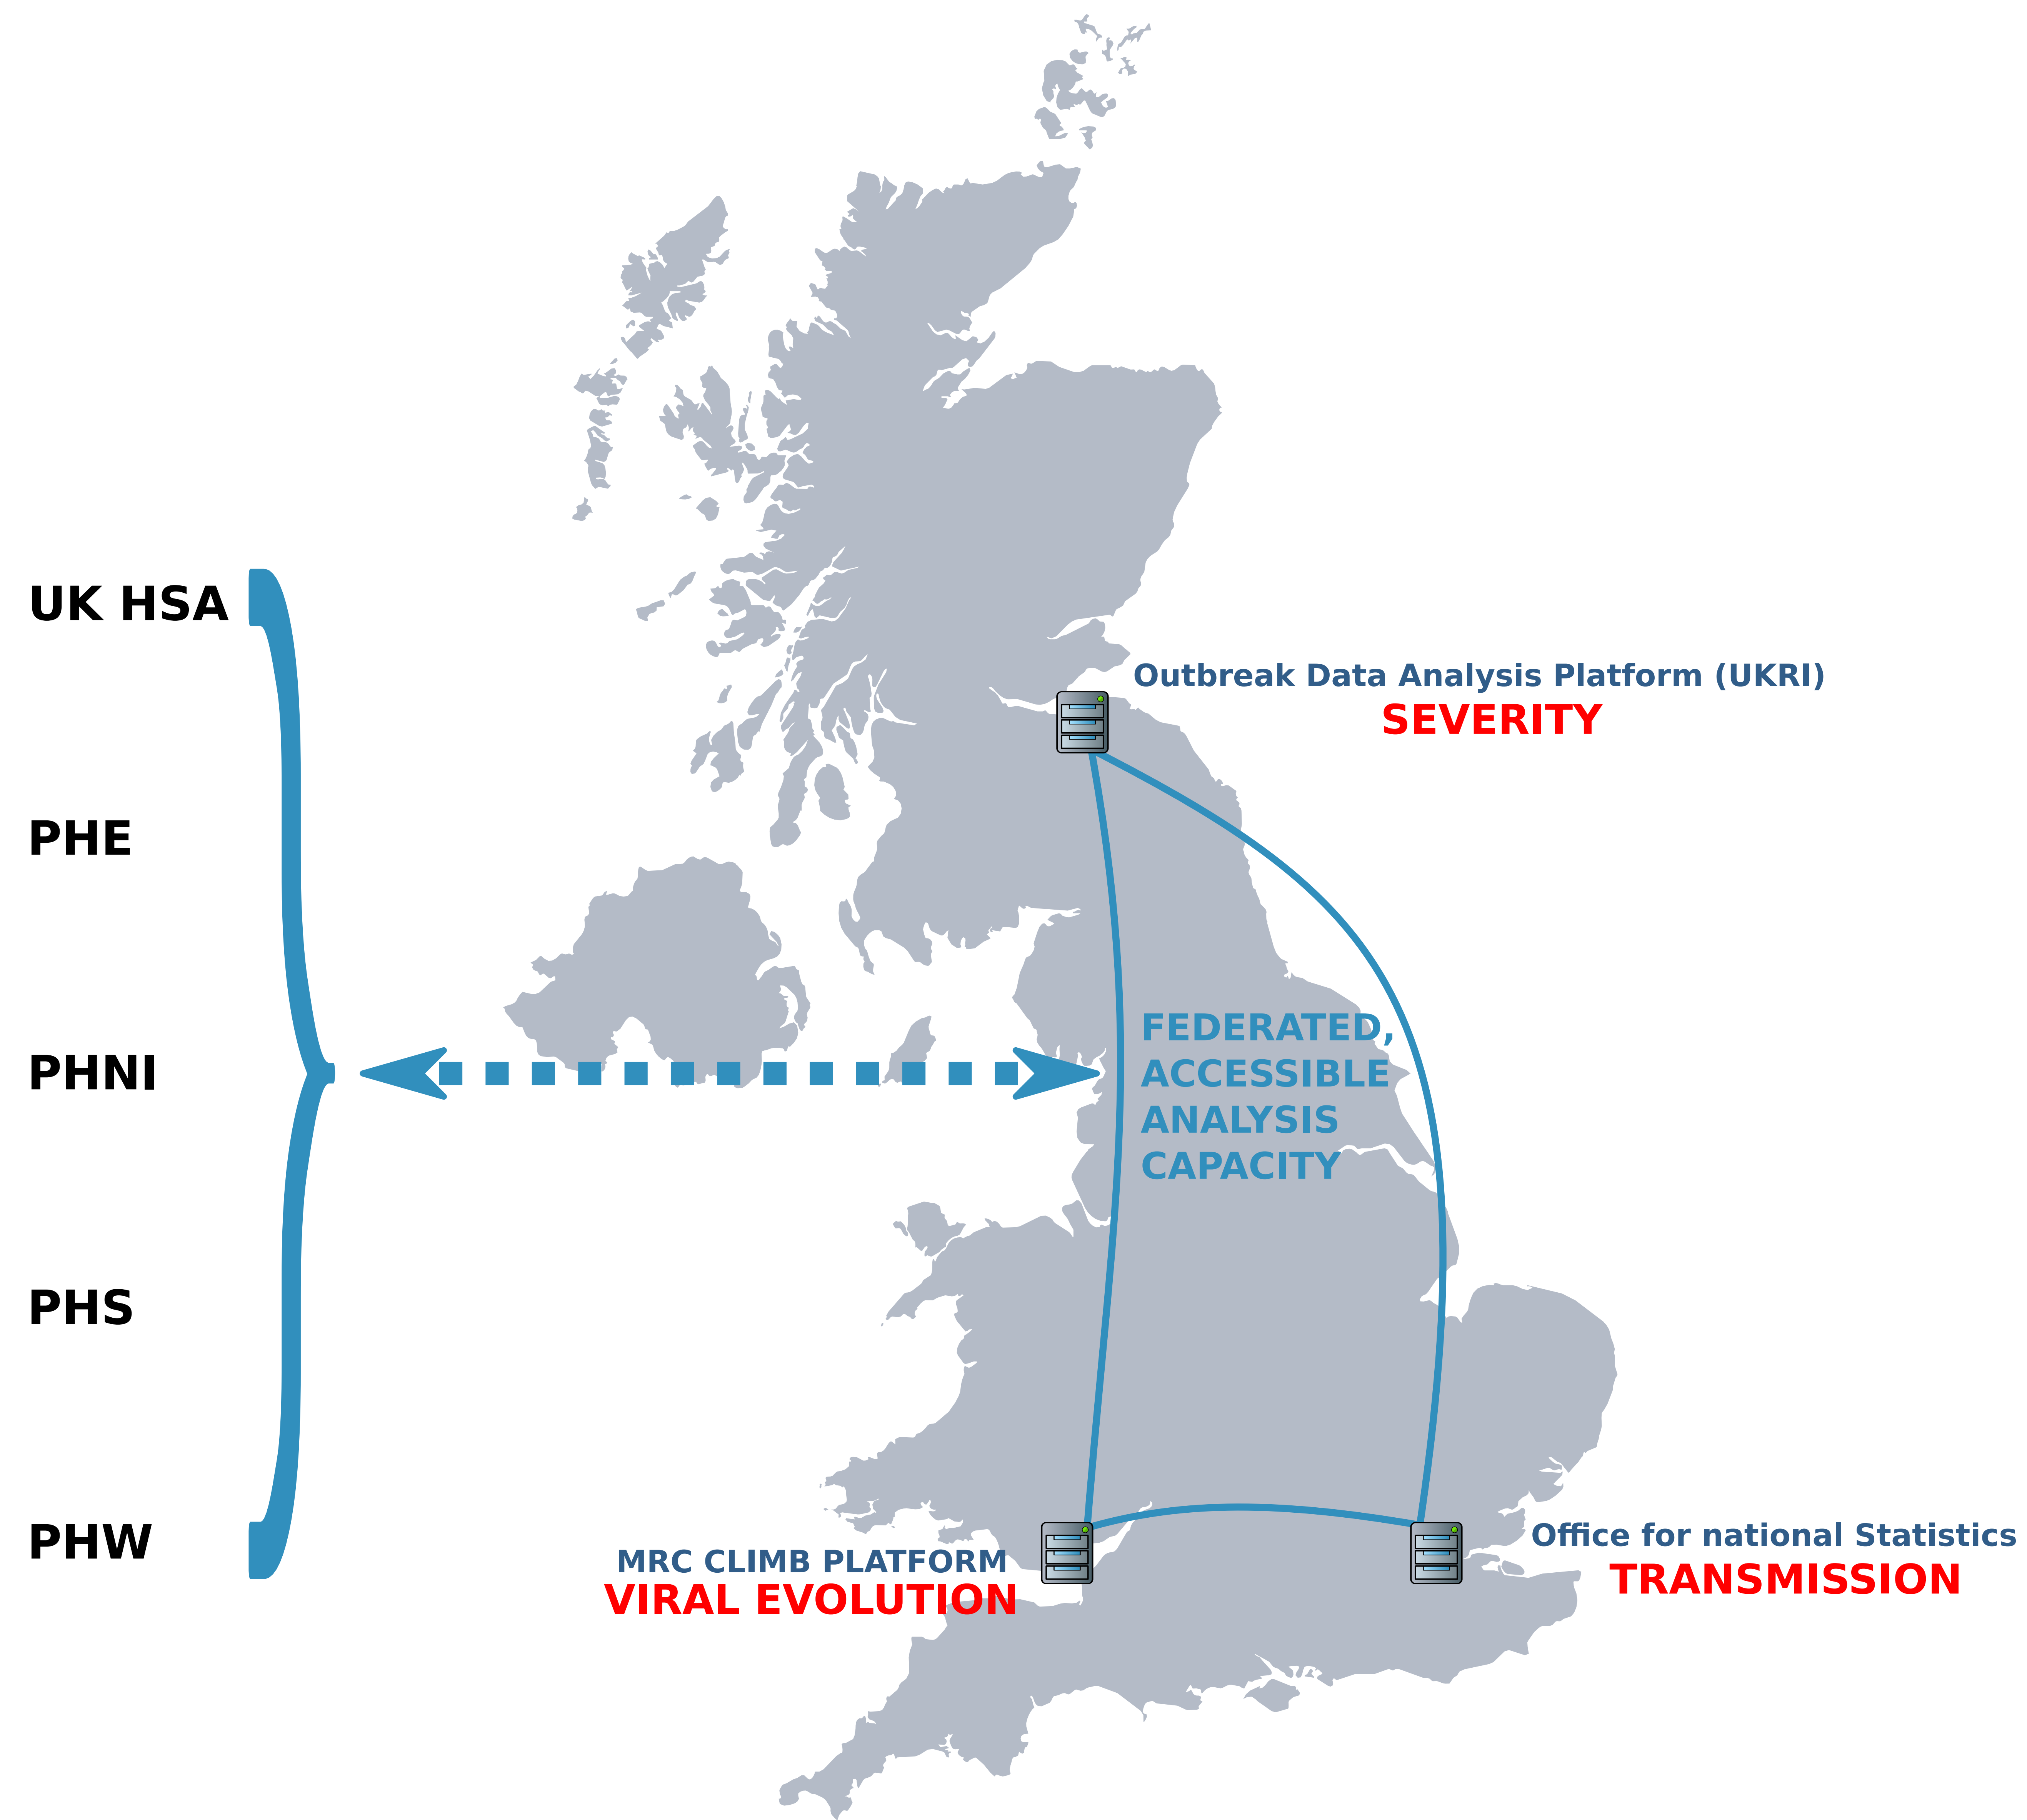 UK HSA
PHE
PHNI
PHS
PHW
Outbreak Data Analysis Platform (UKRI)
SEVERITY
FEDERATED,
ACCESSIBLE
ANALYSIS
CAPACITY
MRC CLIMB PLATFORM
VIRAL EVOLUTION
Office for national Statistics
TRANSMISSION